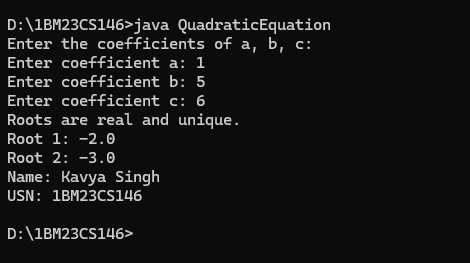 D:\1BM23CS146>java QuadraticEquation
Enter the coefficients of a, b, c:
Enter coefficient a: 1
Enter coefficient b: 5
Enter coefficient c: 6
Roots are real and unique.
Root 1: -2.0
Root 2: -3.0
Name: Kavya Singh
USN: 1BM23CS146
D:\1BM23CS146>